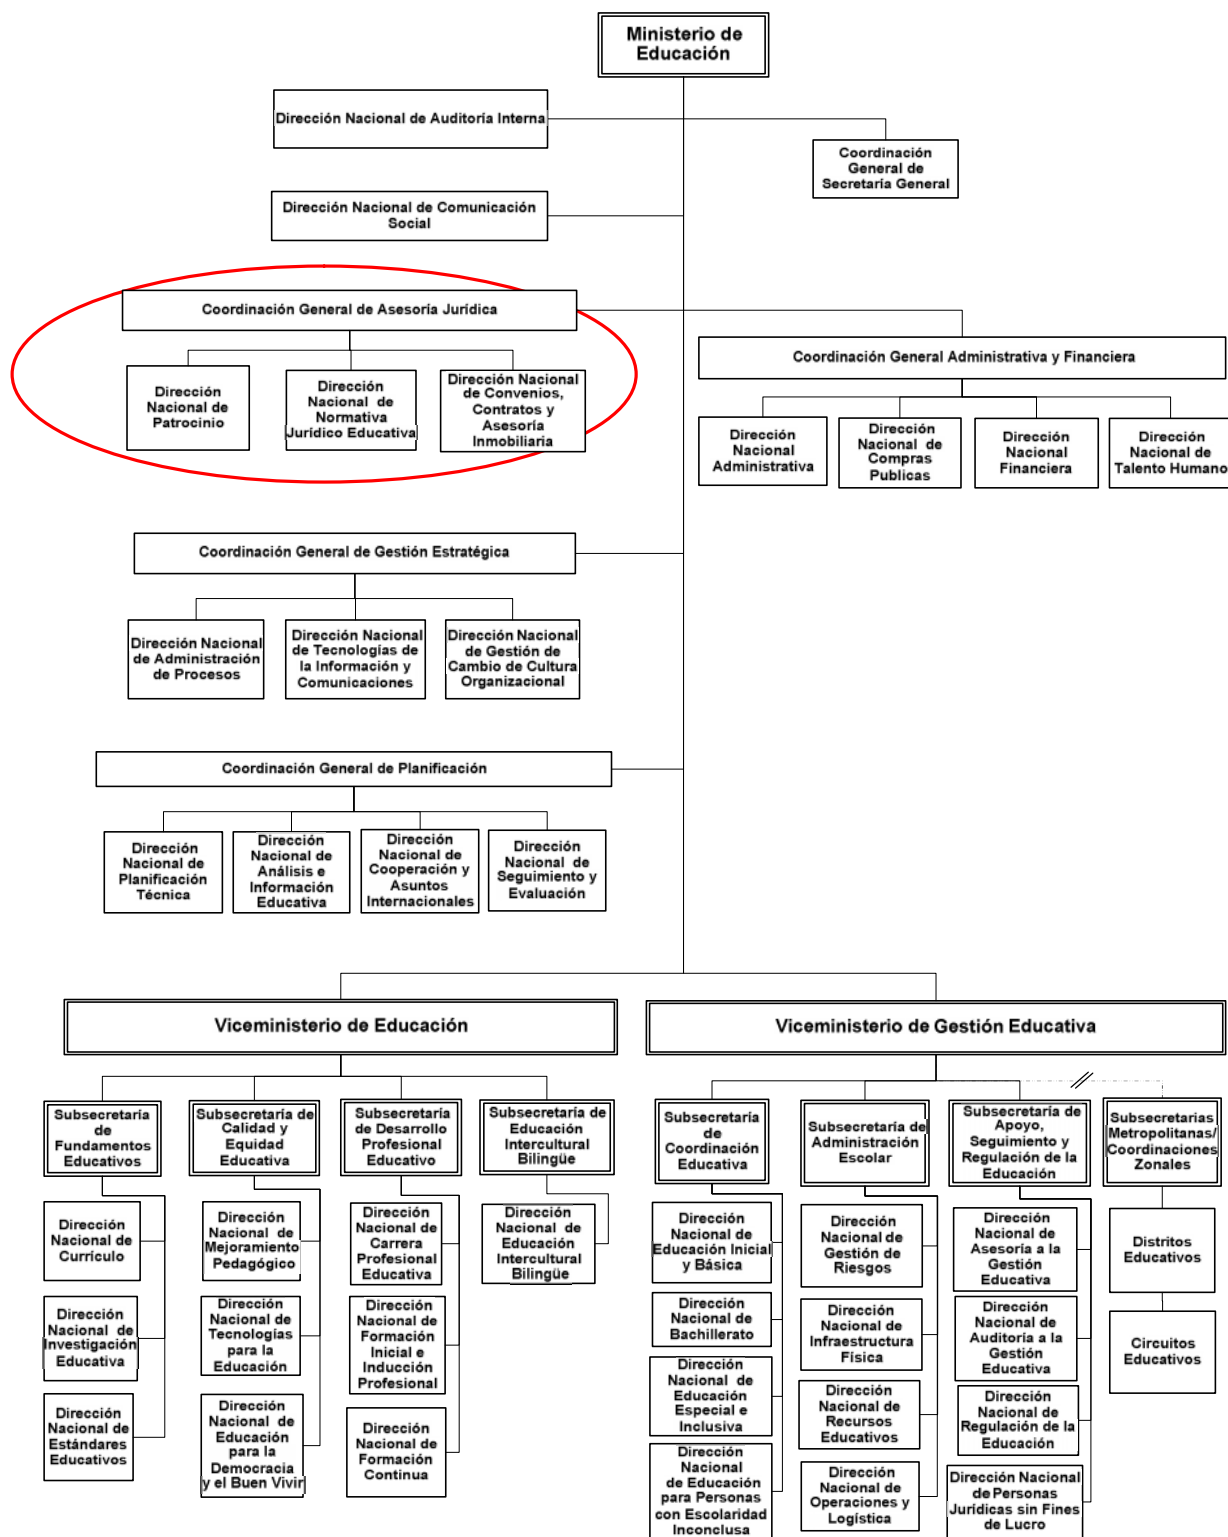 Ministerio de
Educación
Dirección Nacional de Auditoría Interna
Coordinación
General de
Secretaría General
Dirección Nacional de Comunicación
Social
Coordinación General de Asesoría Jurídica
Dirección
Nacional de
Patrocinio
Dirección
Nacional de
Normativa
Jurídico Educativa
Dirección Nacional
de Convenios,
Contratos y
Asesoría
Inmobiliaria
Coordinación General Administrativa y Financiera
Dirección
Nacional
Administrativa
Dirección
Nacional de
Compras
Publicas
Dirección
Nacional
Financiera
Dirección
Nacional de
Talento Humano
Coordinación General de Gestión Estratégica
Dirección Nacional
de Administración
de Procesos
Dirección Nacional
de Tecnologías de
la Información y
Comunicaciones
Dirección Nacional
de Gestión de
Cambio de Cultura
Organizacional
Coordinación General de Planificación
Dirección
Nacional de
Planificación
Técnica
Dirección
Nacional de
Análisis e
Información
Educativa
Dirección
Nacional de
Cooperación y
Asuntos
Internacionales
Dirección
Nacional de
Seguimiento y
Evaluación
Viceministerio de Educación
Viceministerio de Gestión Educativa
Subsecretaría
de
Fundamentos
Educativos
Subsecretaría de
Calidad y
Equidad
Educativa
Subsecretaría
de Desarrollo
Profesional
Educativo
Subsecretaría de
Educación
Intercultural
Bilingüe
Subsecretaría
de
Coordinación
Educativa
Subsecretaría de
Administración
Escolar
Subsecretaría de
Apoyo,
Seguimiento y
Regulación de la
Educación
Subsecretarias
Metropolitanas/
Coordinaciones
Zonales
Dirección
Nacional de
Currículo
Dirección
Nacional de
Investigación
Educativa
Dirección
Nacional de
Estándares
Educativos
Dirección
Nacional de
Mejoramiento
Pedagógico
Dirección
Nacional de
Tecnologías
para la
Educación
Dirección
Nacional de
Educación
para la
Democracia
y el Buen Vivir
Dirección
Nacional de
Carrera
Profesional
Educativa
Dirección
Nacional de
Formación
Inicial e
Inducción
Profesional
Dirección
Nacional de
Formación
Continua
Dirección
Nacional de
Educación
Intercultural
Bilingüe
Dirección
Nacional de
Educación Inicial
y Básica
Dirección
Nacional de
Bachillerato
Dirección
Nacional de
Educación
Especial e
Inclusiva
Dirección
Nacional
de Educación
para Personas
con Escolaridad
Inconclusa
Dirección
Nacional de
Gestión de
Riesgos
Dirección
Nacional de
Infraestructura
Física
Dirección
Nacional de
Recursos
Educativos
Dirección
Nacional de
Operaciones y
Logística
Dirección
Nacional de
Asesoría a la
Gestión
Educativa
Dirección
Nacional de
Auditoría a la
Gestión
Educativa
Dirección
Nacional de
Regulación de la
Educación
Dirección Nacional
de Personas
Jurídicas sin Fines
de Lucro
Distritos
Educativos
Circuitos
Educativos